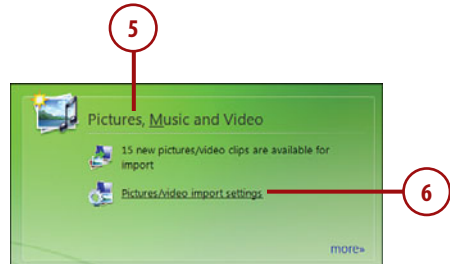 5
Pictures, Music and Video
15 new pictures/video clips are available for
import
Pictures/video import settings
6
more»